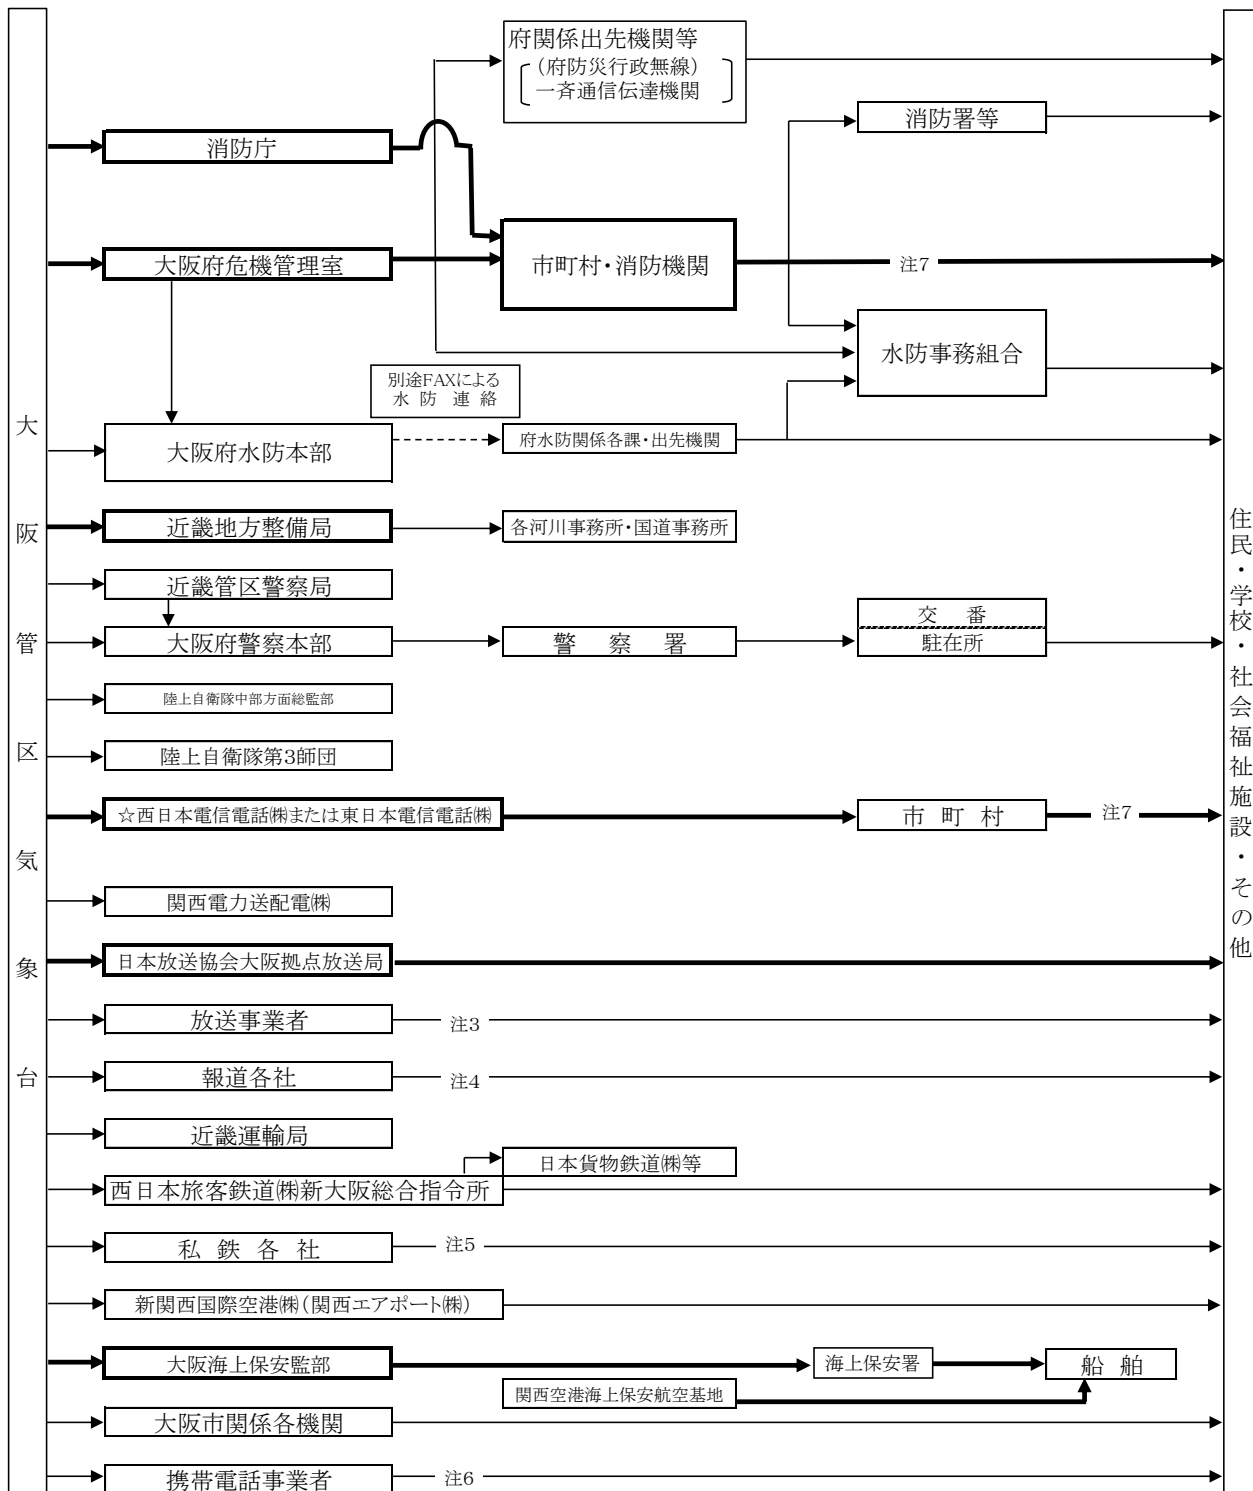 大阪管区気象台
府関係出先機関等
(府防災行政無線)
一斉通信伝達機関
消防署等
消防庁
大阪府危機管理室
市町村・消防機関
注7
水防事務組合
別途FAXによる
水 防 連 絡
大阪府水防本部
府水防関係各課・出先機関
近畿地方整備局
各河川事務所・国道事務所
近畿管区警察局
大阪府警察本部
警 察 署
交 番
駐在所
陸上自衛隊中部方面総監部
陸上自衛隊第3師団
☆西日本電信電話㈱または東日本電信電話㈱
市 町 村
注7
関西電力送配電㈱
日本放送協会大阪拠点放送局
放送事業者
注3
報道各社
注4
近畿運輸局
日本貨物鉄道㈱等
西日本旅客鉄道㈱新大阪総合指令所
私 鉄 各 社
注5
新関西国際空港㈱(関西エアポート㈱)
大阪海上保安監部
海上保安署
船 舶
関西空港海上保安航空基地
大阪市関係各機関
携帯電話事業者
注6
住民・学校・社会福祉施設・その他